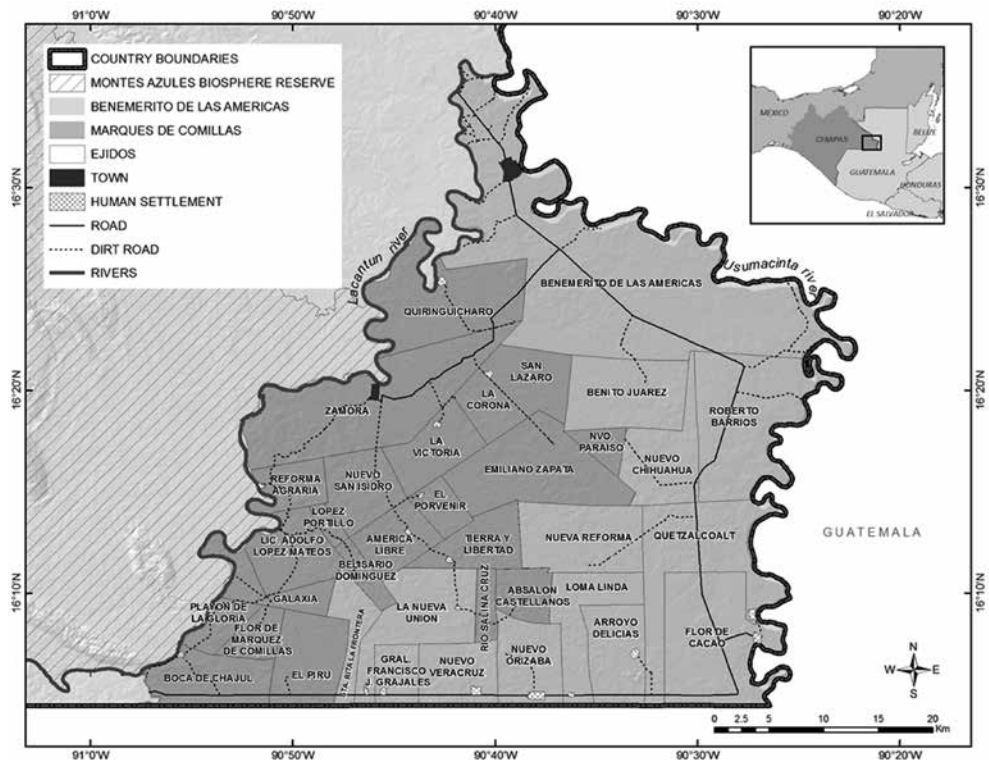 91°0'W
90°50'W
90°40'W
90°30'W
90°20'W
COUNTRY BOUNDARIES
MONTES AZULES BIOSPHERE RESERVE
BENEMERITO DE LAS AMERICAS
MARQUES DE COMILLAS
EJIDOS
TOWN
HUMAN SETTLEMENT
ROAD
DIRT ROAD
RIVERS
MEXICO
CHIAPAS
BELIZE
GUATEMALA
HONDURAS
EL SALVADOR
16°30'N
16°30'N
Lacantun river
Usumacinta river
BENEMERITO DE LAS AMERICAS
QUIRINGUICHARO
16°20'N
16°20'N
SAN
LAZARO
BENITO JUAREZ
LA
CORONA
ZAMORA
ROBERTO
BARRIOS
LA
VICTORIA
NVO.
PARAISO
EMILIANO ZAPATA
NUEVO
CHIHUAHUA
REFORMA
AGRARIA
NUEVO
SAN ISIDRO
EL
PORVENIR
LOPEZ
PORTILLO
LIC. ADOLFO
LOPEZ MATEOS
AMERICA
LIBRE
TIERRA Y
LIBERTAD
NUEVA REFORMA
QUETZALCOALT
GUATEMALA
BELISARIO
DOMINGUEZ
16°10'N
16°10'N
GALAXIA
LA NUEVA
UNION
RIO SALINA CRUZ
ABSALON
CASTELLANOS
LOMA LINDA
PLAYON DE
LA GLORIA
FLOR DE
MARQUEZ
DE COMILLAS
ARROYO
DELICIAS
FLOR DE
CACAO
STA. RITA LA FRONTERA
BOCA DE CHAJUL
EL PIRU
GRAL.
FRANCISCO
J. GRAJALES
NUEVO
VERACRUZ
NUEVO
ORIZABA
N
W E
S
0 2.5 5 10 15 20
Km
91°0'W
90°50'W
90°40'W
90°30'W
90°20'W